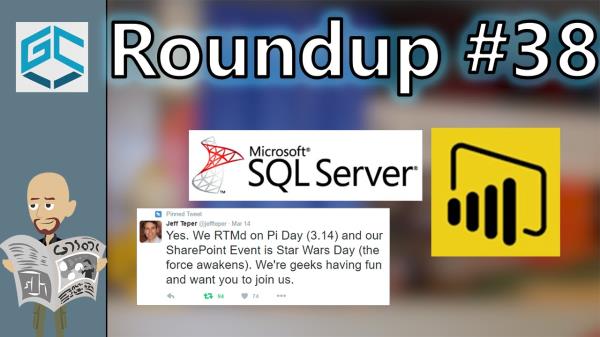 Roundup #38
Microsoft®
SQL Server®
Pinned Tweet
Jeff Teper @jeffteper · Mar 14
Yes. We RTMd on Pi Day (3.14) and our
SharePoint Event is Star Wars Day (the
force awakens). We're geeks having fun
and want you to join us.
94 74